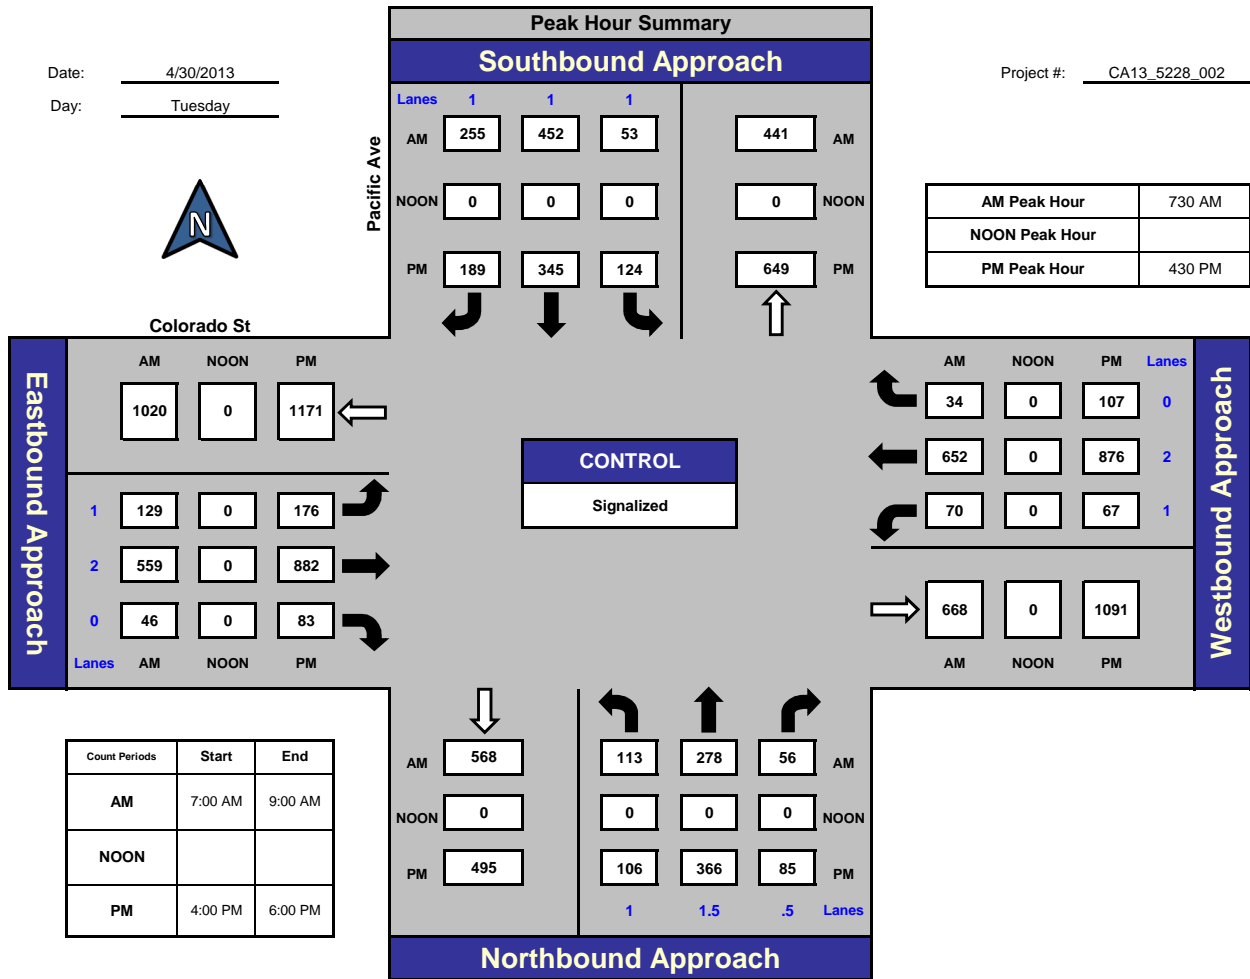 Peak Hour Summary
Southbound Approach
Date: 4/30/2013
Project #: CA13_5228_002
Day: Tuesday
Lanes 1 1 1
AM 255 452 53 441 AM
Pacific Ave
NOON 0 0 0 0 NOON
PM 189 345 124 649 PM
N
AM Peak Hour 730 AM
NOON Peak Hour
PM Peak Hour 430 PM
Colorado St
Eastbound Approach
AM NOON PM
1020 0 1171
1 129 0 176
2 559 0 882
0 46 0 83
Lanes AM NOON PM
CONTROL
Signalized
AM NOON PM Lanes
34 0 107 0
652 0 876 2
70 0 67 1
668 0 1091
AM NOON PM
Westbound Approach
Count Periods Start End
AM 7:00 AM 9:00 AM
NOON
PM 4:00 PM 6:00 PM
AM 568 113 278 56 AM
NOON 0 0 0 0 NOON
PM 495 106 366 85 PM
1 1.5 .5 Lanes
Northbound Approach